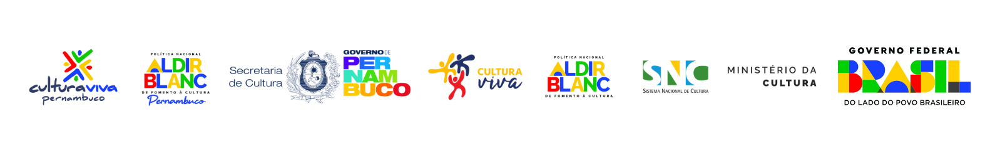 culturaviva
pernambuco
POLÍTICA NACIONAL
ALDIR
BLANC
DE FOMENTO À CULTURA
Pernambuco
Secretaria
de Cultura
GOVERNO DE
PER
NAM
BUCO
CULTURA
viva
POLÍTICA NACIONAL
ALDIR
BLANC
DE FOMENTO À CULTURA
SNC
SISTEMA NACIONAL DE CULTURA
MINISTÉRIO DA
CULTURA
GOVERNO FEDERAL
BRASIL
DO LADO DO POVO BRASILEIRO